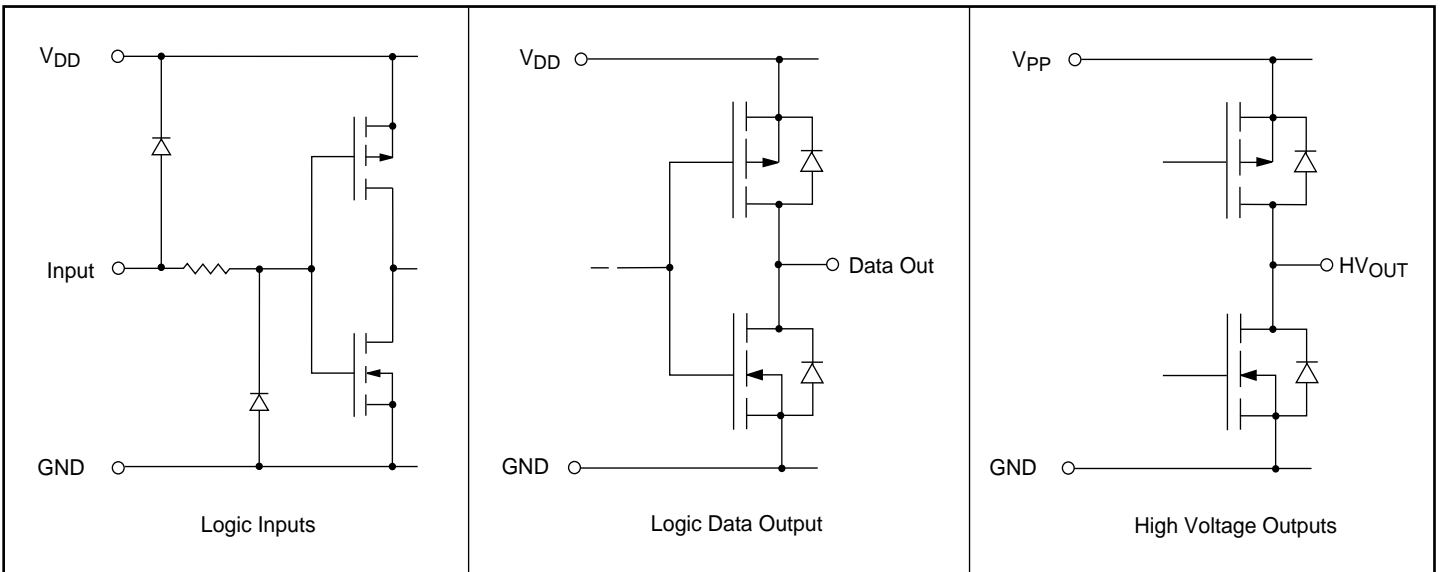 VDD
Input
GND
Logic Inputs
VDD
Data Out
GND
Logic Data Output
VPP
HVOUT
GND
High Voltage Outputs